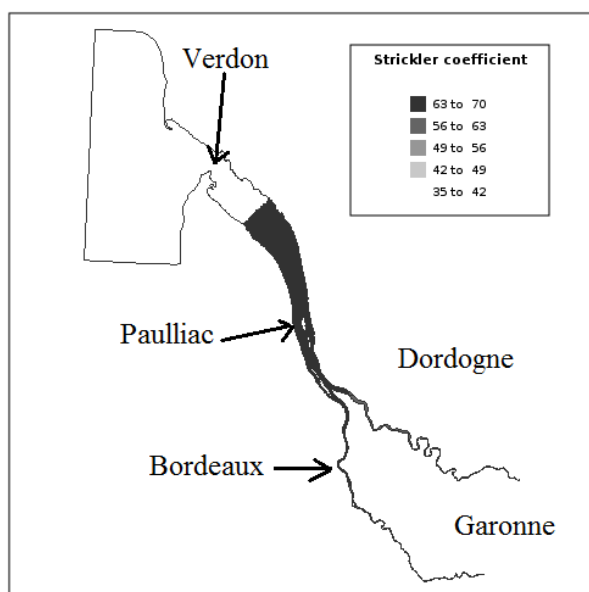 Verdon
Strickler coefficient
63 to 70
56 to 63
49 to 56
42 to 49
35 to 42
Paulliac
Dordogne
Bordeaux
Garonne